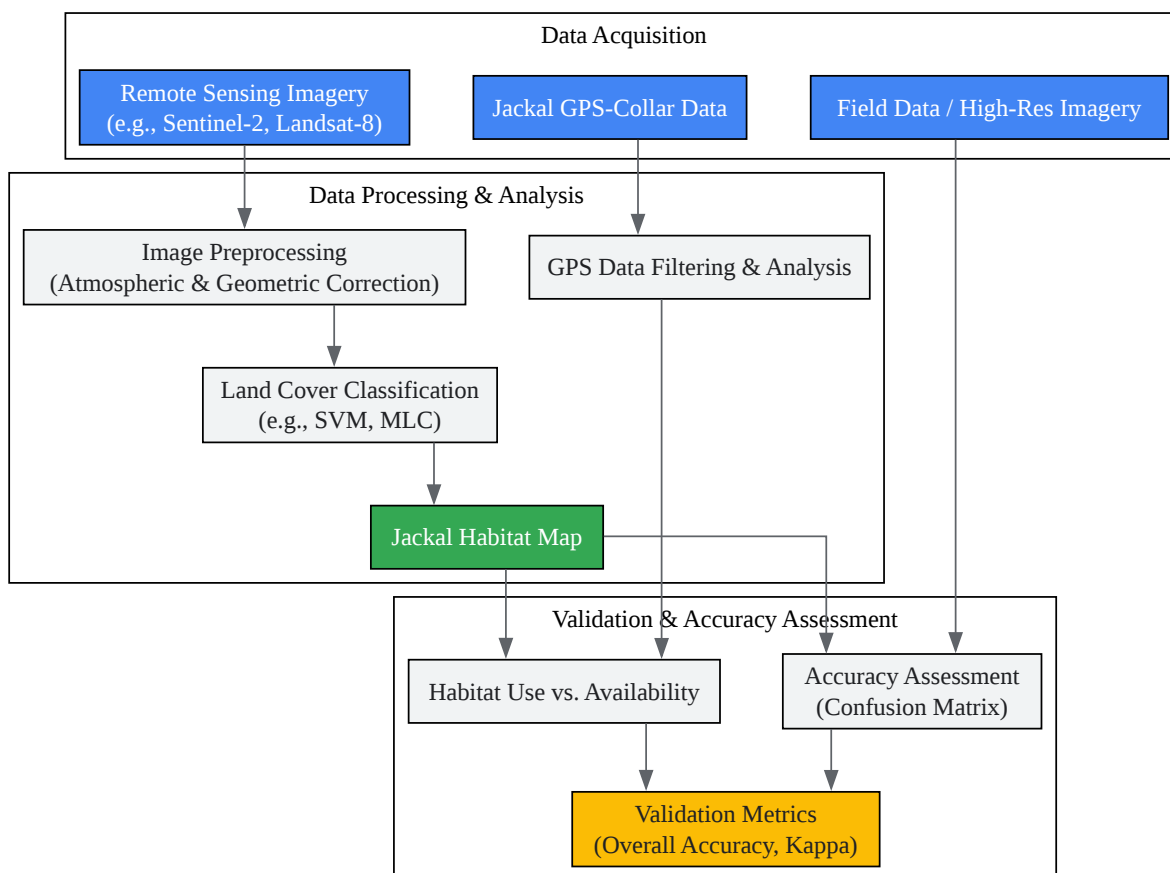 Data Acquisition
Remote Sensing Imagery
(e.g., Sentinel-2, Landsat-8)
Jackal GPS-Collar Data
Field Data / High-Res Imagery
Data Processing & Analysis
Image Preprocessing
(Atmospheric & Geometric Correction)
GPS Data Filtering & Analysis
Land Cover Classification
(e.g., SVM, MLC)
Jackal Habitat Map
Validation & Accuracy Assessment
Habitat Use vs. Availability
Accuracy Assessment
(Confusion Matrix)
Validation Metrics
(Overall Accuracy, Kappa)